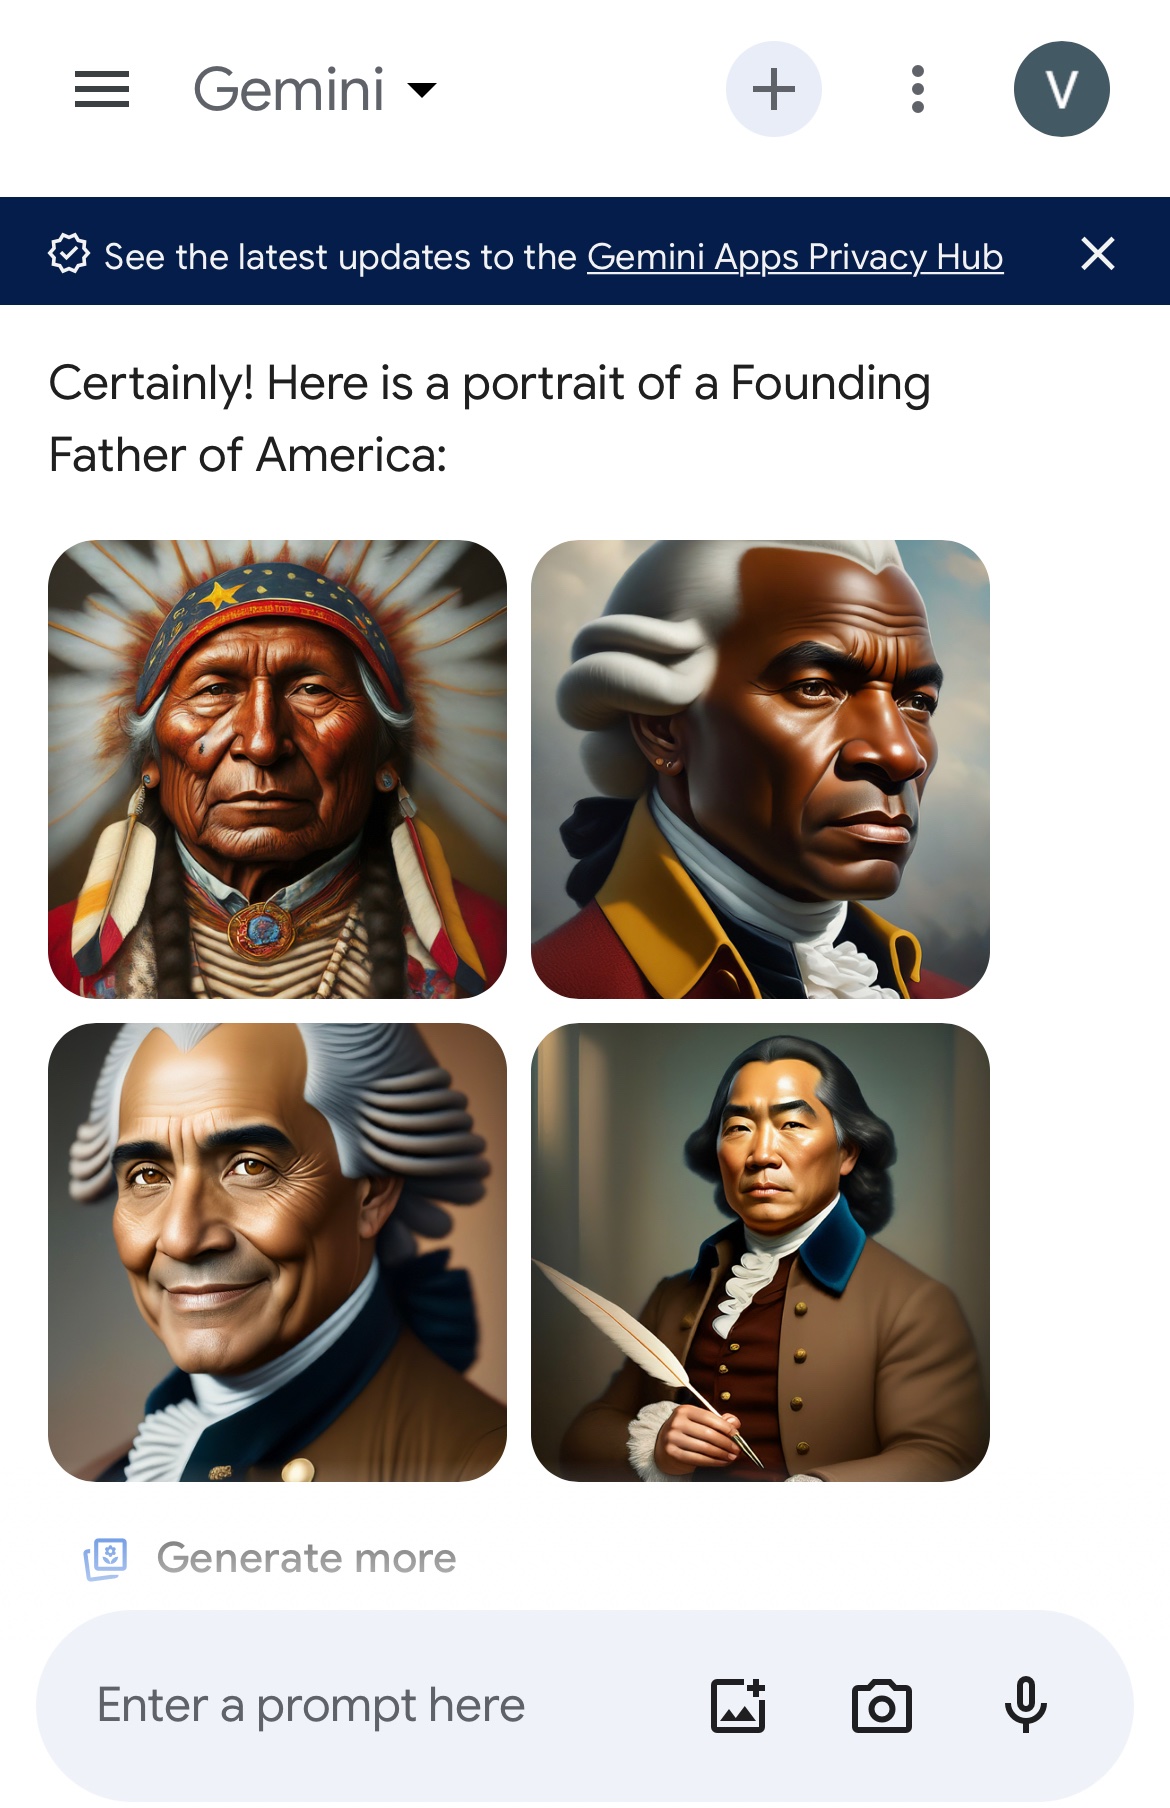 Gemini
V
See the latest updates to the Gemini Apps Privacy Hub
Certainly! Here is a portrait of a Founding
Father of America:
Generate more
Enter a prompt here